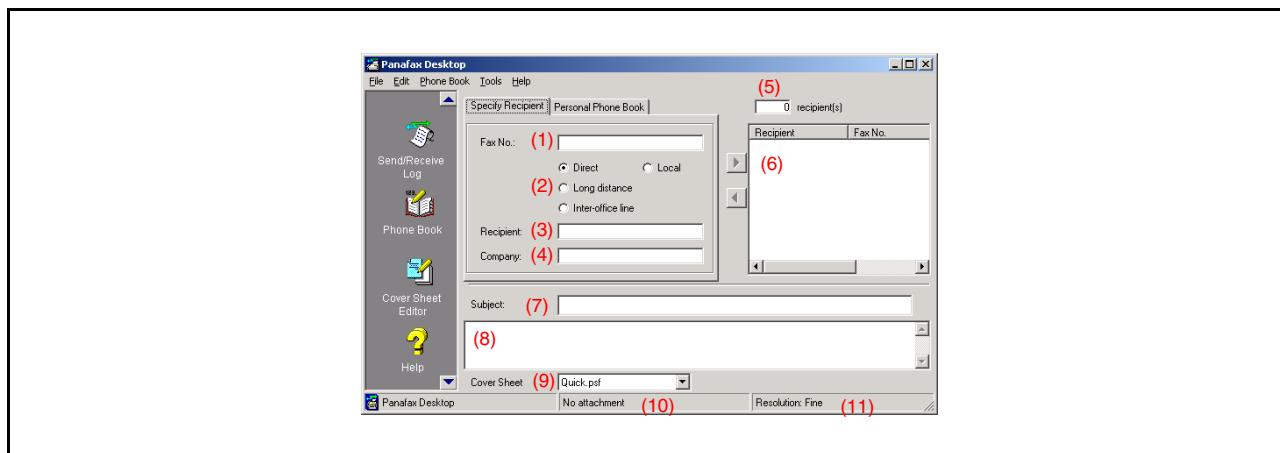 Panafax Desktop
File Edit Phone Book Tools Help
Send/Receive
Log
Phone Book
Cover Sheet
Editor
Help
Specify Recipient Personal Phone Book
Fax No.: (1)
Direct Local
(2) Long distance
Inter-office line
Recipient: (3)
Company: (4)
(5)
0 recipient(s)
Recipient Fax No.
(6)
Subject: (7)
(8)
Cover Sheet (9) Quick.psf
Panafax Desktop No attachment (10) Resolution: Fine (11)